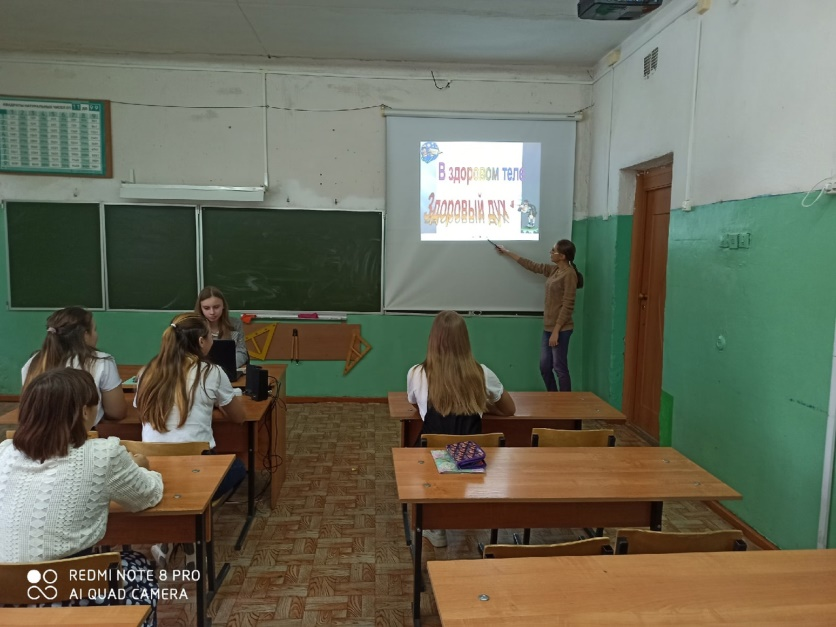 В здоровом теле
Здоровый дух
REDMI NOTE 8 PRO
AI QUAD CAMERA